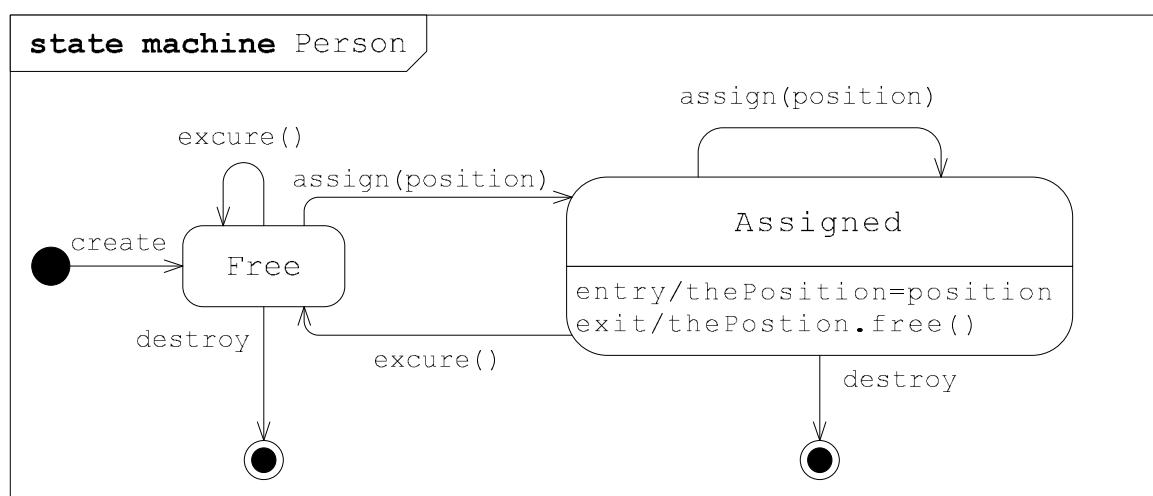 state machine Person
assign(position)
excure()
assign(position)
create
Free
Assigned
entry/thePosition=position
exit/thePostion.free()
destroy
excure()
destroy